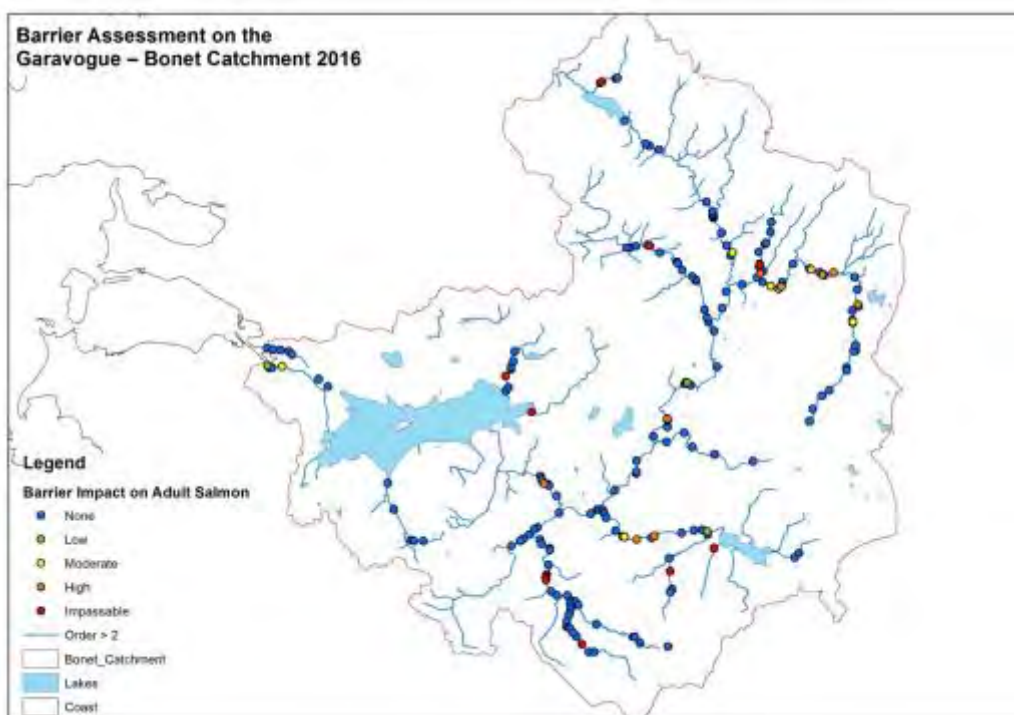 Barrier Assessment on the
Garavogue – Bonet Catchment 2016
Legend
Barrier Impact on Adult Salmon
None
Low
Moderate
High
Impassable
Order > 2
Bonet_Catchment
Lakes
Coast